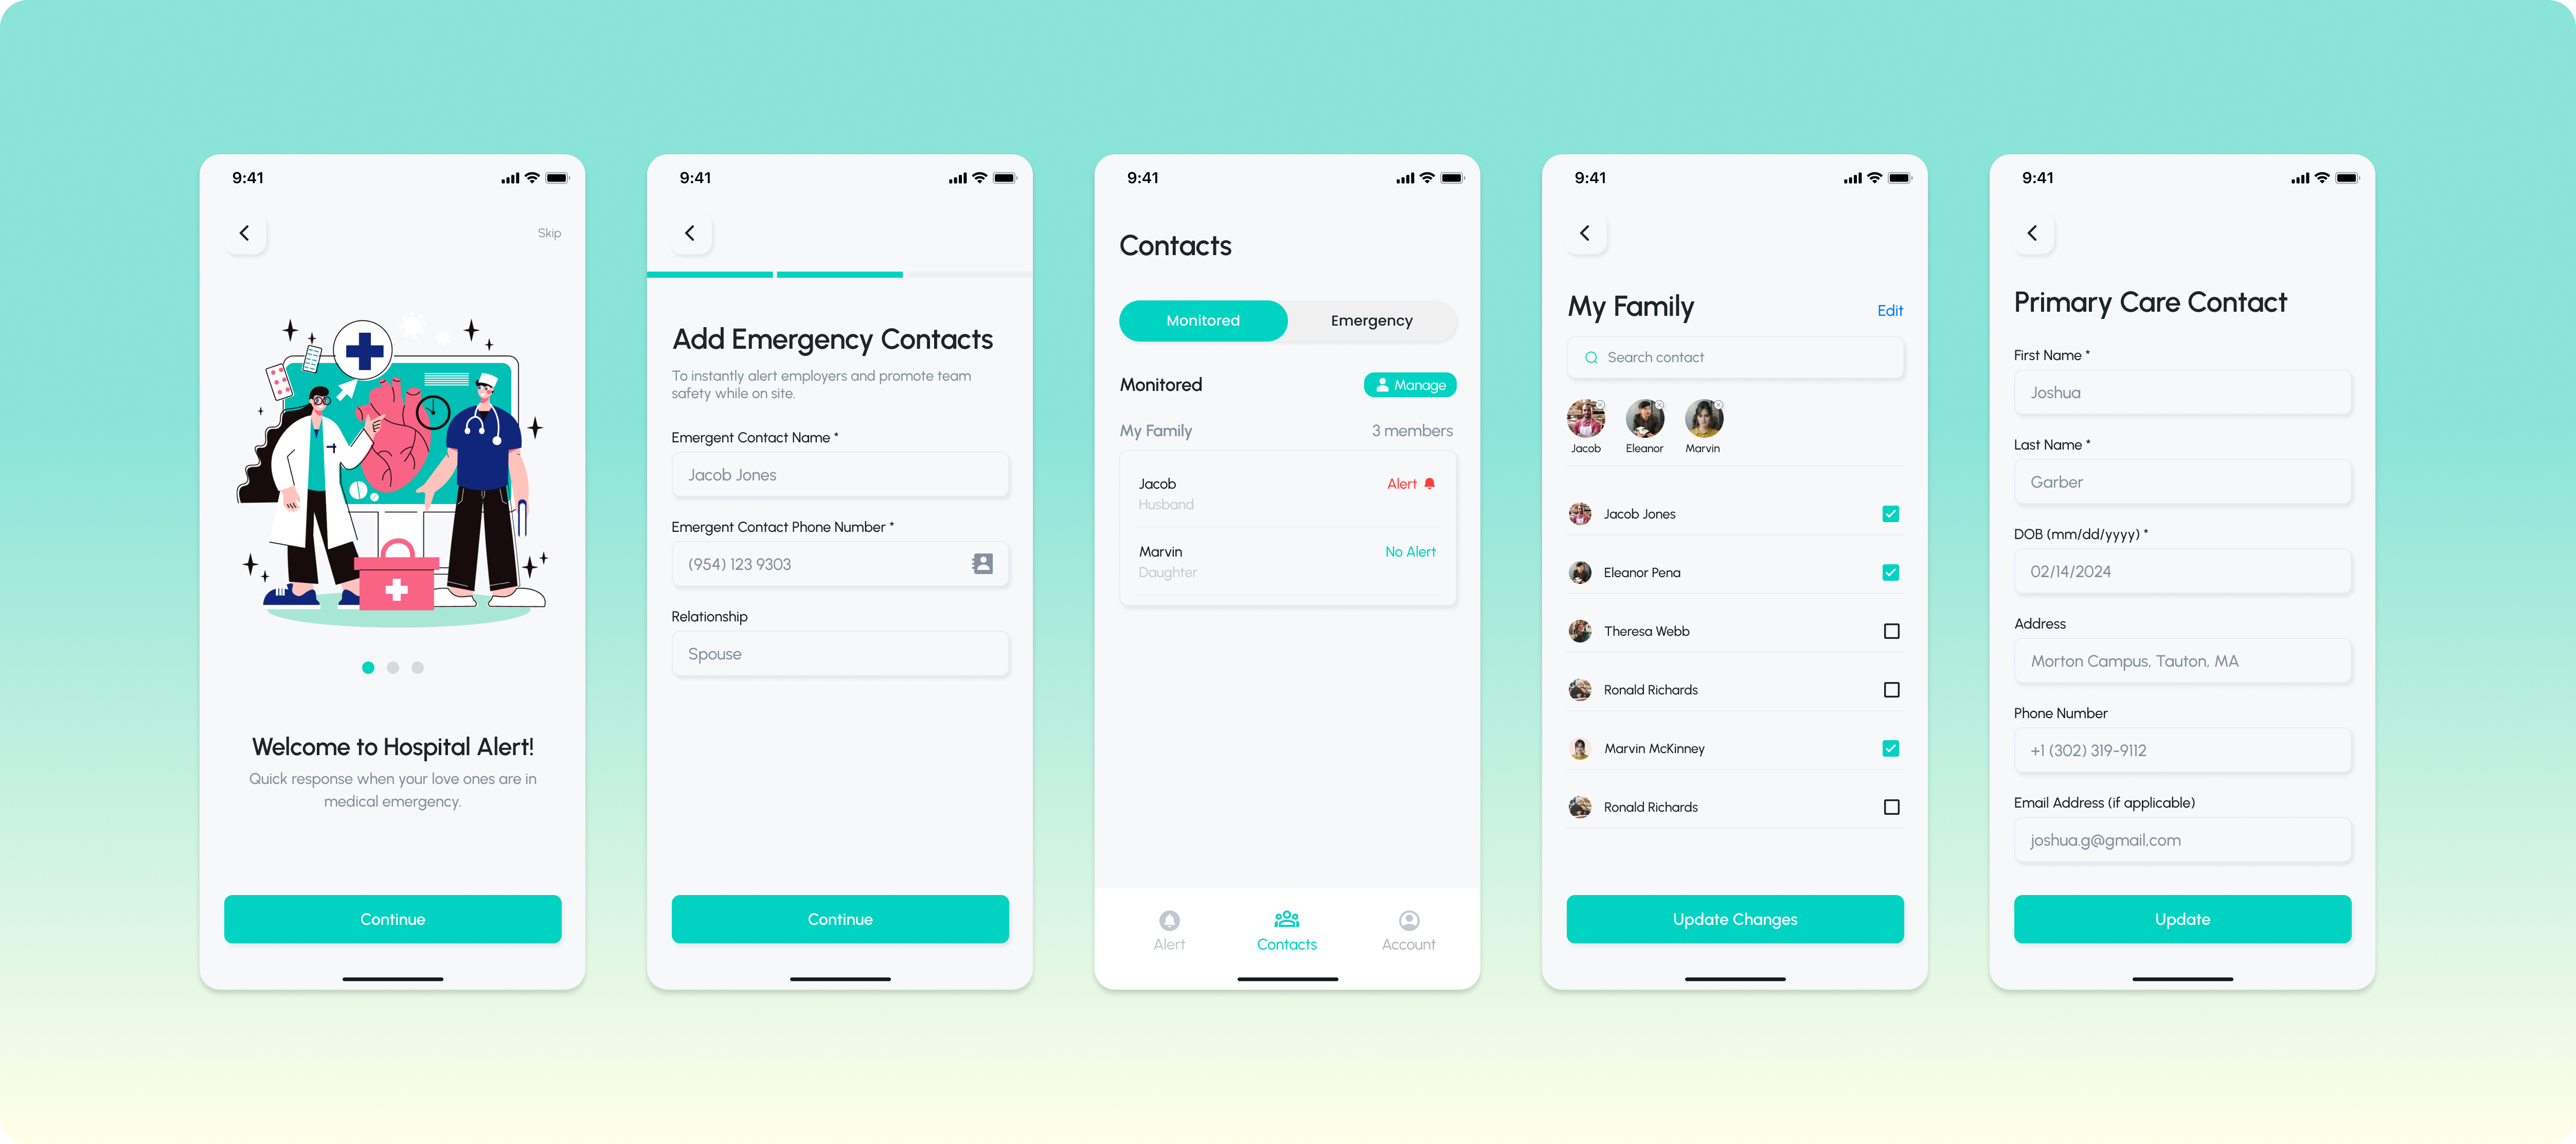 9:41
Skip
Welcome to Hospital Alert!
Quick response when your love ones are in
medical emergency.
Continue
9:41
Add Emergency Contacts
To instantly alert employers and promote team
safety while on site.
Emergent Contact Name *
Jacob Jones
Emergent Contact Phone Number *
(954) 123 9303
Relationship
Spouse
Continue
9:41
Contacts
Monitored Emergency
Monitored Manage
My Family 3 members
Jacob Alert
Husband
Marvin No Alert
Daughter
Alert Contacts Account
9:41
My Family Edit
Search contact
Jacob Eleanor Marvin
Jacob Jones
Eleanor Pena
Theresa Webb
Ronald Richards
Marvin McKinney
Ronald Richards
Update Changes
9:41
Primary Care Contact
First Name *
Joshua
Last Name *
Garber
DOB (mm/dd/yyyy) *
02/14/2024
Address
Morton Campus, Tauton, MA
Phone Number
+1 (302) 319-9112
Email Address (if applicable)
joshua.g@gmail,com
Update